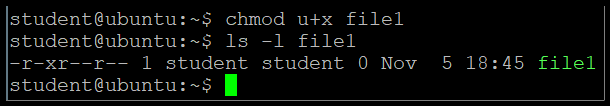 student@ubuntu:~$ chmod u+x file1
student@ubuntu:~$ ls -l file1
-r-xr--r-- 1 student student 0 Nov  5 18:45 file1
student@ubuntu:~$